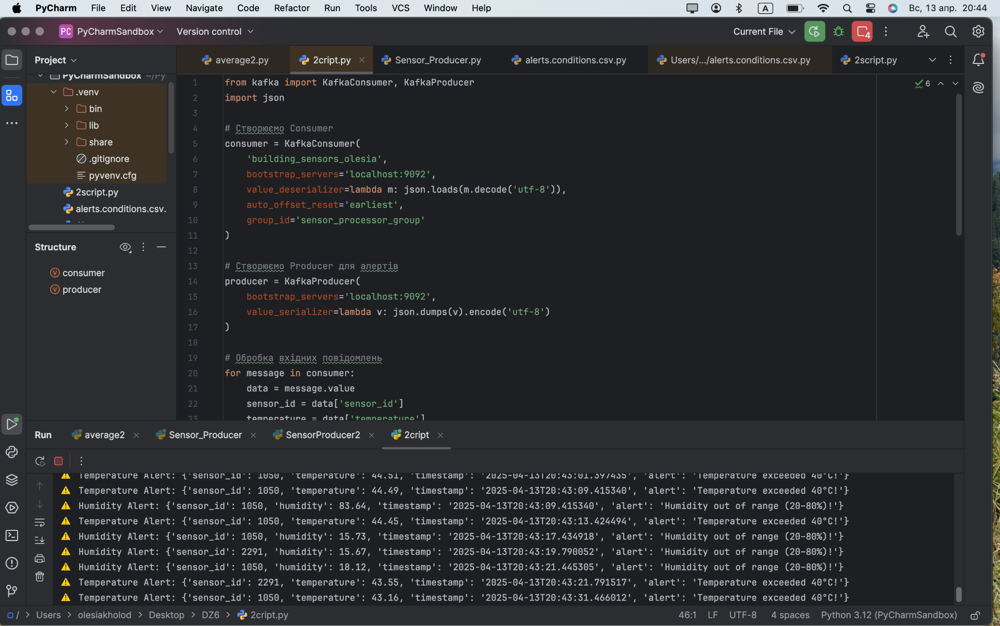 PyCharm File Edit View Navigate Code Refactor Run Tools VCS Window Help A Вс, 13 апр. 20:44
PC PyCharmSandbox Version control Current File 4
Project average2.py 2cript.py Sensor_Producer.py alerts.conditions.csv.py Users/.../alerts.conditions.csv.py 2script.py
PyCharmSandbox ~/Py
.venv
bin
lib
share
.gitignore
pyvenv.cfg
2script.py
alerts.conditions.csv.
Structure
consumer
producer
6
1 from kafka import KafkaConsumer, KafkaProducer
2 import json
3
4 # Створюємо Consumer
5 consumer = KafkaConsumer(
6 'building_sensors_olesia',
7 bootstrap_servers='localhost:9092',
8 value_deserializer=lambda m: json.loads(m.decode('utf-8')),
9 auto_offset_reset='earliest',
10 group_id='sensor_processor_group'
11 )
12
13 # Створюємо Producer для алертів
14 producer = KafkaProducer(
15 bootstrap_servers='localhost:9092',
16 value_serializer=lambda v: json.dumps(v).encode('utf-8')
17 )
18
19 # Обробка вхідних повідомлень
20 for message in consumer:
21 data = message.value
22 sensor_id = data['sensor_id']
23 temperature = data['temperature']
Run average2 Sensor_Producer SensorProducer2 2cript
Temperature Alert: {'sensor_id': 1050, 'temperature': 44.51, 'timestamp': '2025-04-13T20:43:01.397435', 'alert': 'Temperature exceeded 40°C!'}
Temperature Alert: {'sensor_id': 1050, 'temperature': 44.49, 'timestamp': '2025-04-13T20:43:09.415340', 'alert': 'Temperature exceeded 40°C!'}
Humidity Alert: {'sensor_id': 1050, 'humidity': 83.64, 'timestamp': '2025-04-13T20:43:09.415340', 'alert': 'Humidity out of range (20-80%)!'}
Temperature Alert: {'sensor_id': 1050, 'temperature': 44.45, 'timestamp': '2025-04-13T20:43:13.424494', 'alert': 'Temperature exceeded 40°C!'}
Humidity Alert: {'sensor_id': 1050, 'humidity': 15.73, 'timestamp': '2025-04-13T20:43:17.434918', 'alert': 'Humidity out of range (20-80%)!'}
Humidity Alert: {'sensor_id': 2291, 'humidity': 15.67, 'timestamp': '2025-04-13T20:43:19.790052', 'alert': 'Humidity out of range (20-80%)!'}
Humidity Alert: {'sensor_id': 1050, 'humidity': 18.12, 'timestamp': '2025-04-13T20:43:21.445305', 'alert': 'Humidity out of range (20-80%)!'}
Temperature Alert: {'sensor_id': 2291, 'temperature': 43.55, 'timestamp': '2025-04-13T20:43:21.791517', 'alert': 'Temperature exceeded 40°C!'}
Temperature Alert: {'sensor_id': 1050, 'temperature': 43.16, 'timestamp': '2025-04-13T20:43:31.466012', 'alert': 'Temperature exceeded 40°C!'}
/ > Users > olesiakholod > Desktop > DZ6 > 2cript.py 46:1 LF UTF-8 4 spaces Python 3.12 (PyCharmSandbox)